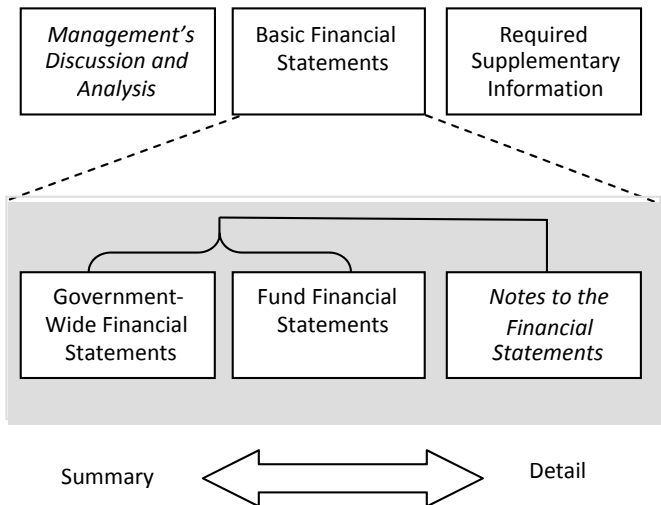 Management's
Discussion and
Analysis
Basic Financial
Statements
Required
Supplementary
Information
Government-
Wide Financial
Statements
Fund Financial
Statements
Notes to the
Financial
Statements
Summary
Detail